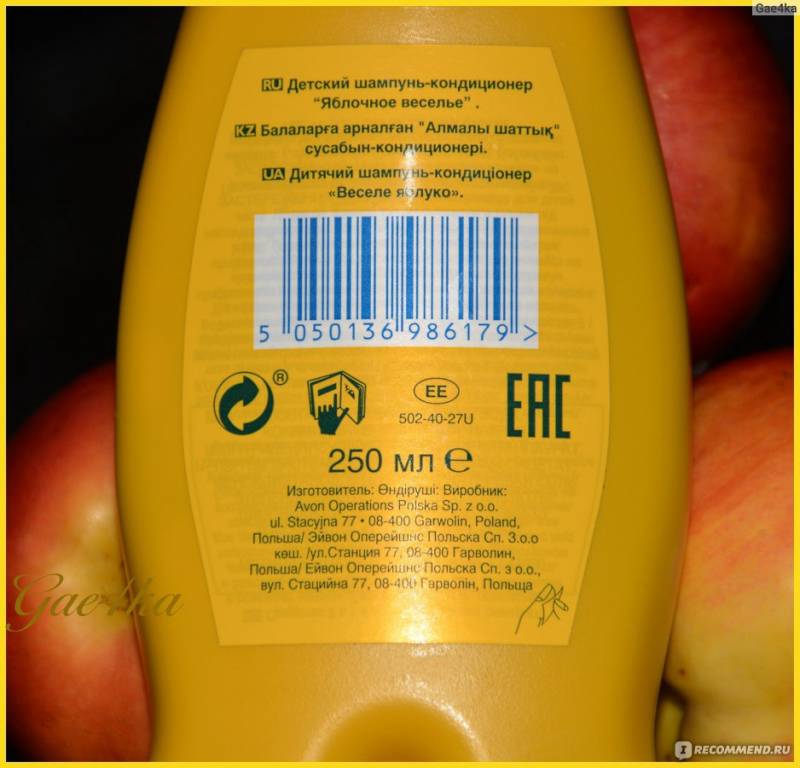 Gae4ka
RU Детский шампунь-кондиционер
“Яблочное веселье” .
KZ Балаларға арналған "Алмалы шаттық"
сусабын-кондиционері.
UA Дитячий шампунь-кондиціонер
«Веселе яблуко».
5 050136 986179 >
®
EE
502-40-27U
EAC
250 мл e
Изготовитель: Өндіруші: Виробник:
Avon Operations Polska Sp. z o.o.
ul. Stacyjna 77 • 08-400 Garwolin, Poland,
Польша/ Эйвон Оперейшнс Польска Сп. З.о.о
көш. /ул.Станция 77, 08-400 Гарволин,
Польша/ Ейвон Оперейшнс Польска Сп. з о.о.,
вул. Стаційна 77, 08-400 Гарволін, Польща
Gae4ka
I RECOMMEND.RU